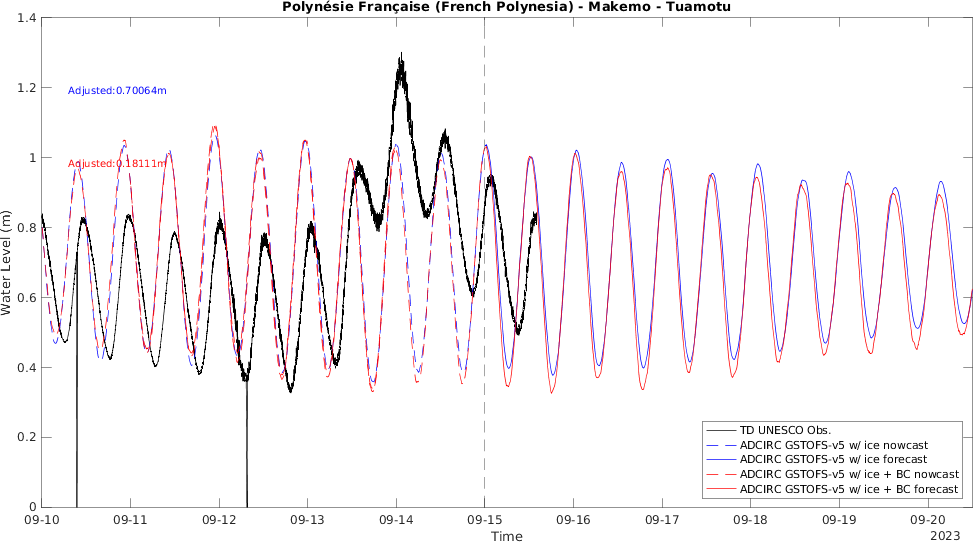 Polynésie Française (French Polynesia) - Makemo - Tuamotu
1.4
1.2
1
0.8
0.6
0.4
0.2
0
Water Level (m)
Adjusted:0.70064m
Adjusted:0.18111m
TD UNESCO Obs.
ADCIRC GSTOFS-v5 w/ ice nowcast
ADCIRC GSTOFS-v5 w/ ice forecast
ADCIRC GSTOFS-v5 w/ ice + BC nowcast
ADCIRC GSTOFS-v5 w/ ice + BC forecast
09-10 09-11 09-12 09-13 09-14 09-15 09-16 09-17 09-18 09-19 09-20
2023
Time